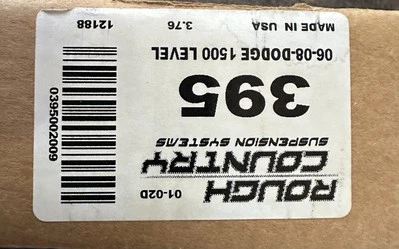 ROUGH
COUNTRY
SUSPENSION SYSTEMS
01-02D
395
06-08-DODGE 1500 LEVEL
MADE IN USA 3.76 12188
0395002009